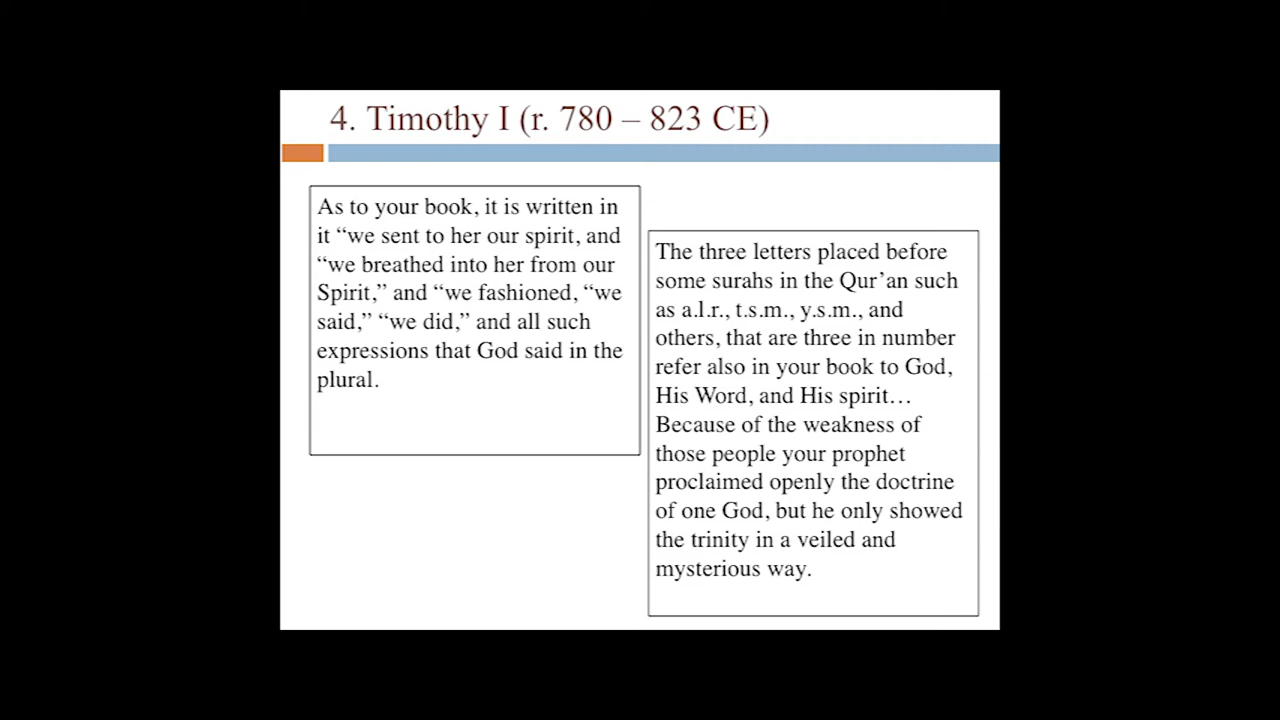 4. Timothy I (r. 780 – 823 CE)
As to your book, it is written in
it “we sent to her our spirit, and
“we breathed into her from our
Spirit,” and “we fashioned, “we
said,” “we did,” and all such
expressions that God said in the
plural.
The three letters placed before
some surahs in the Qur’an such
as a.l.r., t.s.m., y.s.m., and
others, that are three in number
refer also in your book to God,
His Word, and His spirit…
Because of the weakness of
those people your prophet
proclaimed openly the doctrine
of one God, but he only showed
the trinity in a veiled and
mysterious way.